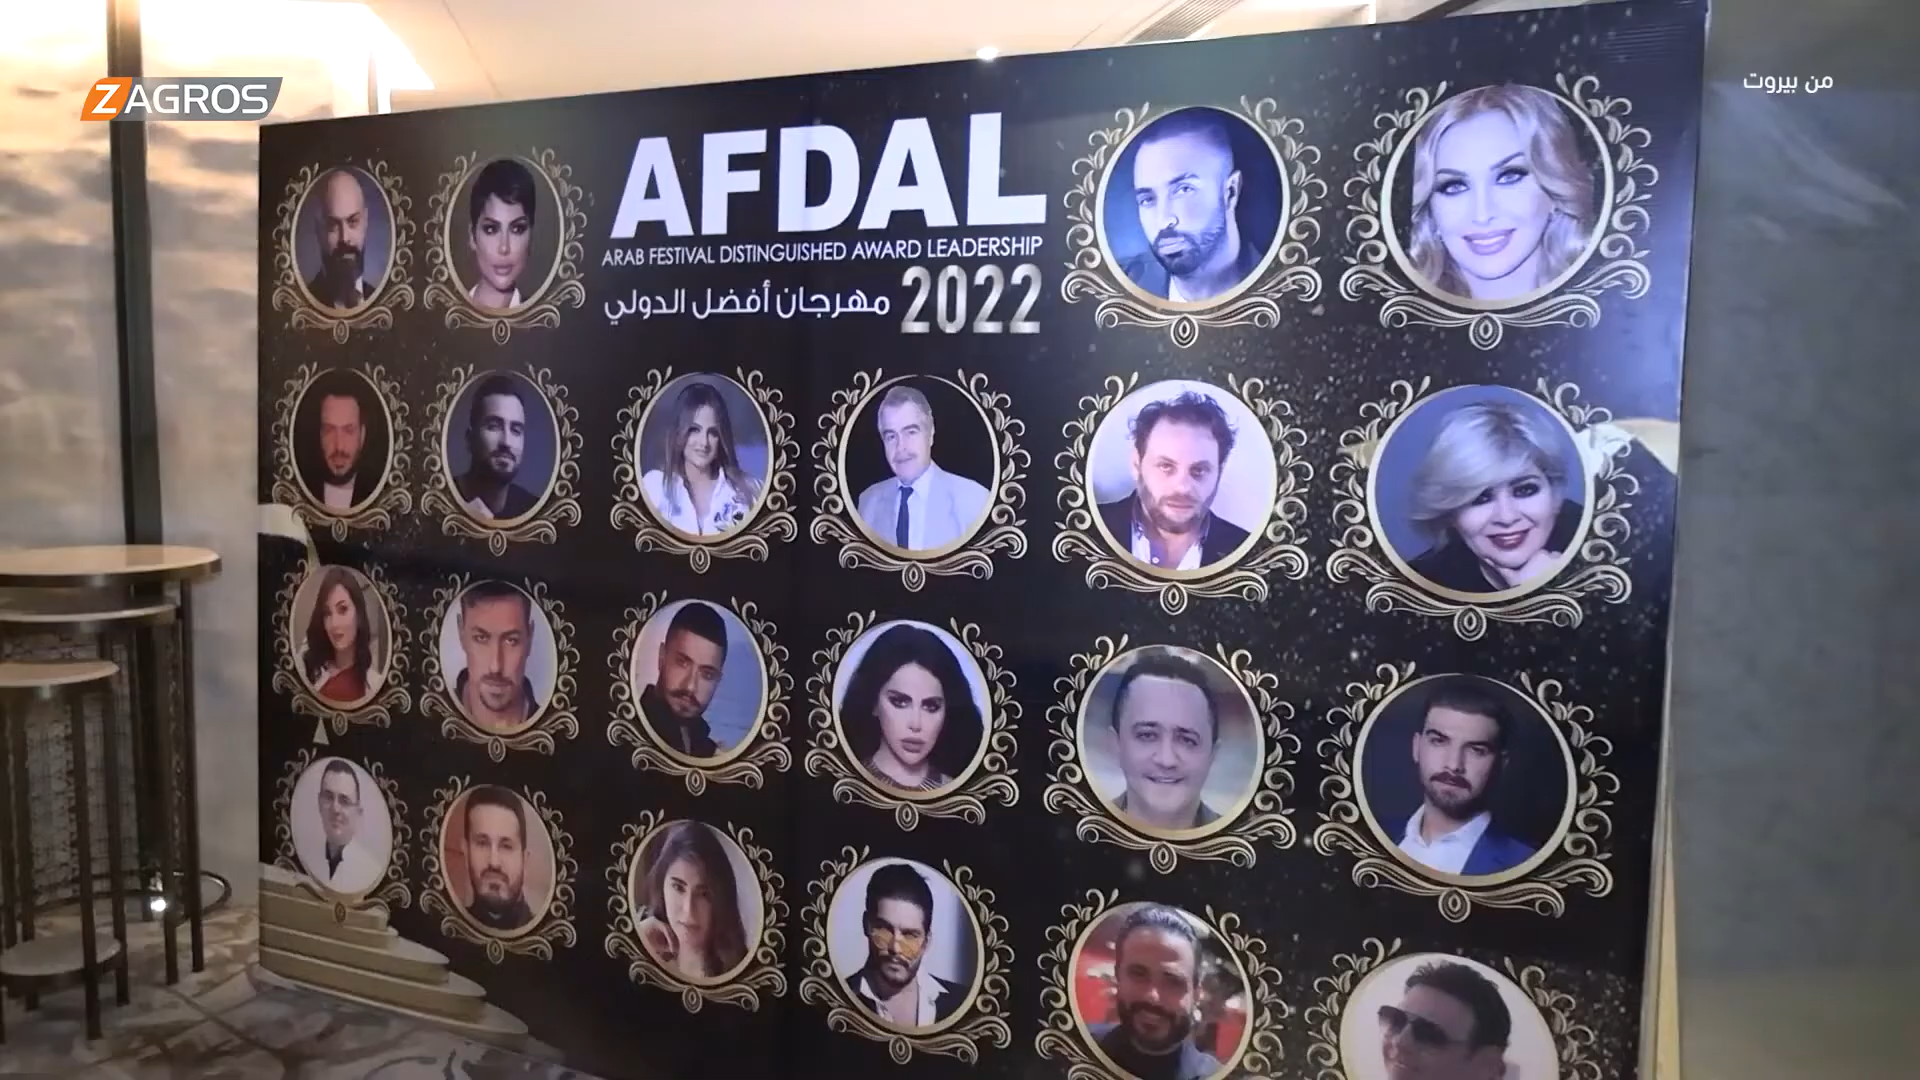 ZAGROS
من بيروت
AFDAL
ARAB FESTIVAL DISTINGUISHED AWARD LEADERSHIP
مهرجان أفضل الدولي 2022